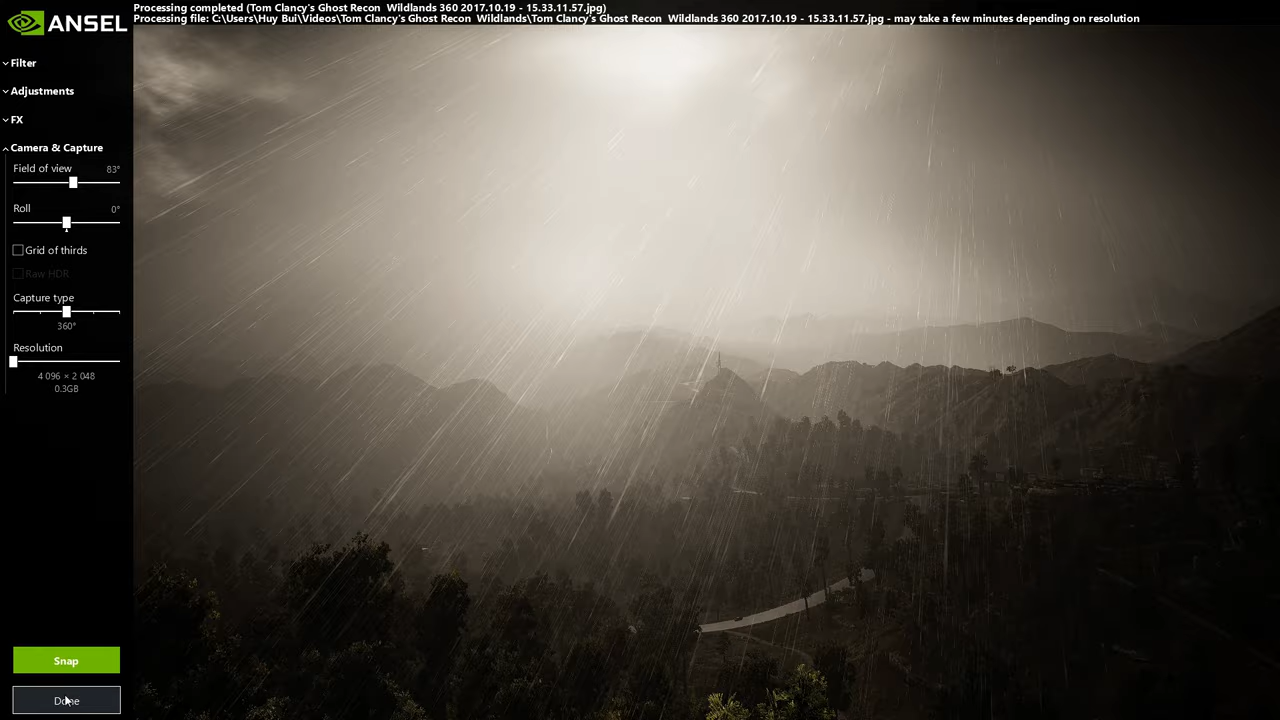 Processing completed (Tom Clancy's Ghost Recon Wildlands 360 2017.10.19 - 15.33.11.57.jpg)
Processing file: C:\Users\Huy Bui\Videos\Tom Clancy's Ghost Recon Wildlands\Tom Clancy's Ghost Recon Wildlands 360 2017.10.19 - 15.33.11.57.jpg - may take a few minutes depending on resolution
ANSEL
Filter
Adjustments
FX
Camera & Capture
Field of view 83°
Roll 0°
Grid of thirds
Raw HDR
Capture type
360°
Resolution
4 096 × 2 048
0.3GB
Snap
Done